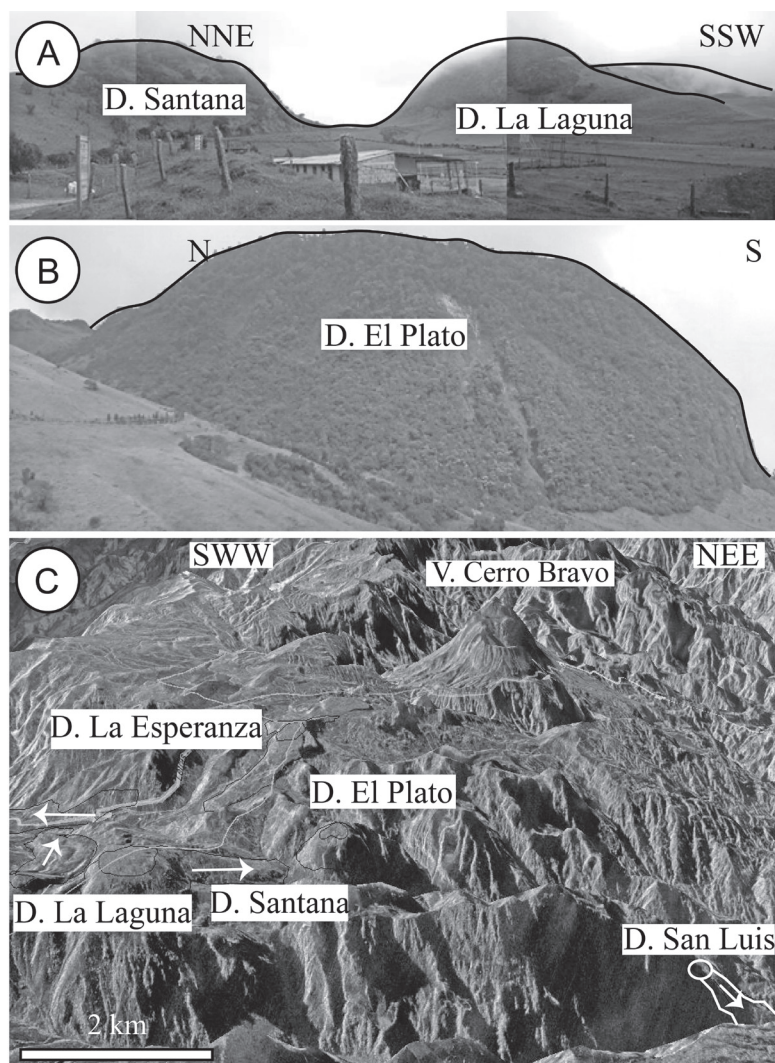 A
NNE
SSW
D. Santana
D. La Laguna
B
N
S
D. El Plato
C
SWW
NEE
V. Cerro Bravo
D. La Esperanza
D. El Plato
D. La Laguna
D. Santana
D. San Luis
2 km